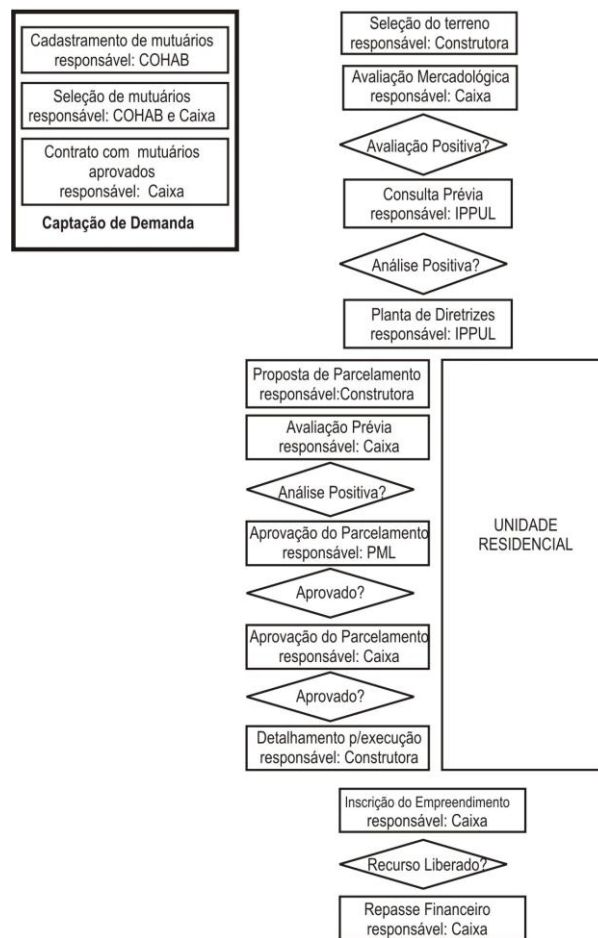 Cadastramento de mutuários
responsável: COHAB
Seleção de mutuários
responsável: COHAB e Caixa
Contrato com mutuários
aprovados
responsável: Caixa
Captação de Demanda
Seleção do terreno
responsável: Construtora
Avaliação Mercadológica
responsável: Caixa
Avaliação Positiva?
Consulta Prévia
responsável: IPPUL
Análise Positiva?
Planta de Diretrizes
responsável: IPPUL
Proposta de Parcelamento
responsável:Construtora
Avaliação Prévia
responsável: Caixa
Análise Positiva?
Aprovação do Parcelamento
responsável: PML
Aprovado?
Aprovação do Parcelamento
responsável: Caixa
Aprovado?
Detalhamento p/execução
responsável: Construtora
UNIDADE
RESIDENCIAL
Inscrição do Empreendimento
responsável: Caixa
Recurso Liberado?
Repasse Financeiro
responsável: Caixa